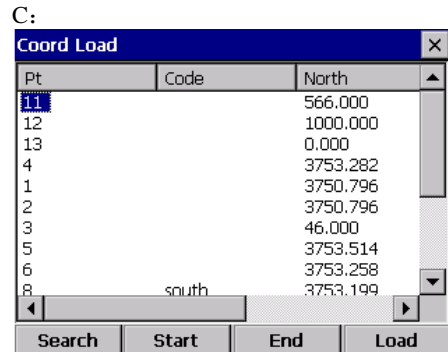 C:
Coord Load
Pt Code North
11 566.000
12 1000.000
13 0.000
4 3753.282
1 3750.796
2 3750.796
3 46.000
5 3753.514
6 3753.258
8 south 3753.199
Search Start End Load